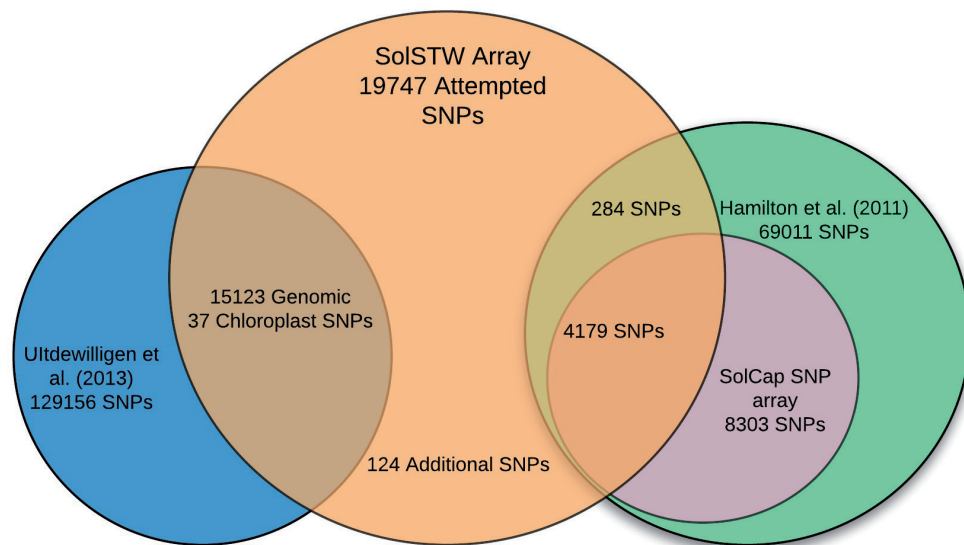 SolSTW Array
19747 Attempted
SNPs
284 SNPs
Hamilton et al. (2011)
69011 SNPs
15123 Genomic
37 Chloroplast SNPs
4179 SNPs
UItdewilligen et
al. (2013)
129156 SNPs
SolCap SNP
array
8303 SNPs
124 Additional SNPs